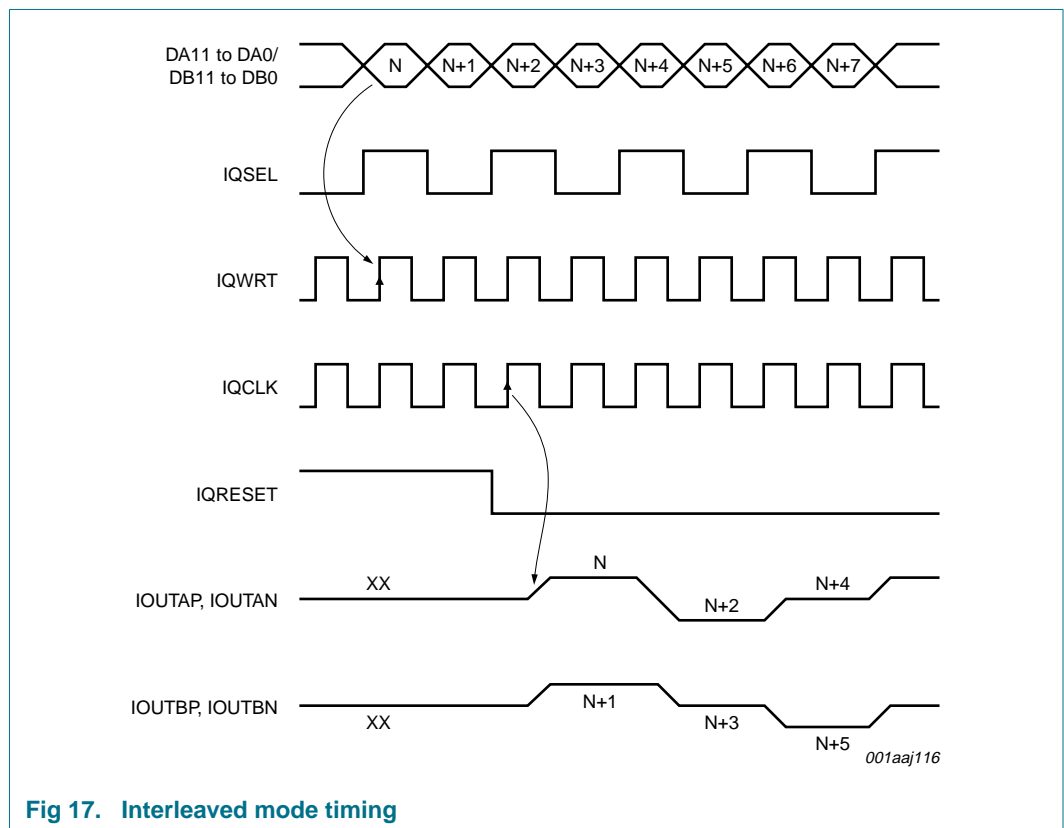 DA11 to DA0/
DB11 to DB0
N N+1 N+2 N+3 N+4 N+5 N+6 N+7
IQSEL
IQWRT
IQCLK
IQRESET
IOUTAP, IOUTAN
XX N N+2 N+4
IOUTBP, IOUTBN
XX N+1 N+3 N+5
001aaj116
Fig 17. Interleaved mode timing